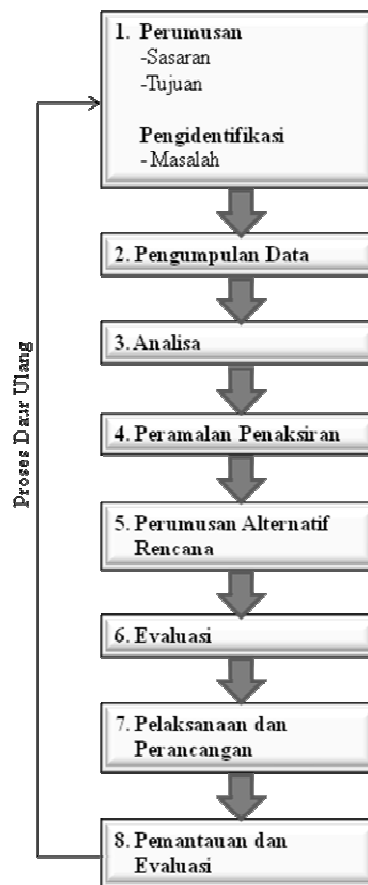 1. Perumusan
-Sasaran
-Tujuan
Pengidentifikasi
-Masalah
2. Pengumpulan Data
3. Analisa
4. Peramalan Penaksiran
5. Perumusan Alternatif
Rencana
6. Evaluasi
7. Pelaksanaan dan
Perancangan
8. Pemantauan dan
Evaluasi
Proses Daur Ulang